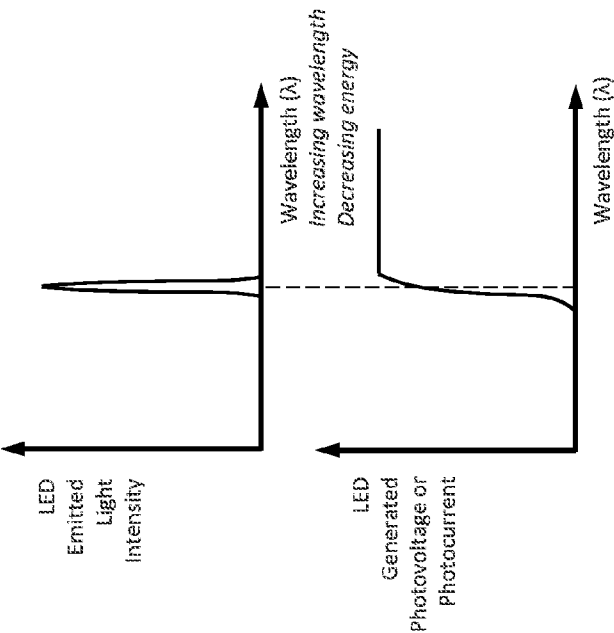 LED
Emitted
Light
Intensity
Wavelength (λ)
Increasing wavelength
Decreasing energy
LED
Generated
Photovoltage or
Photocurrent
Wavelength (λ)